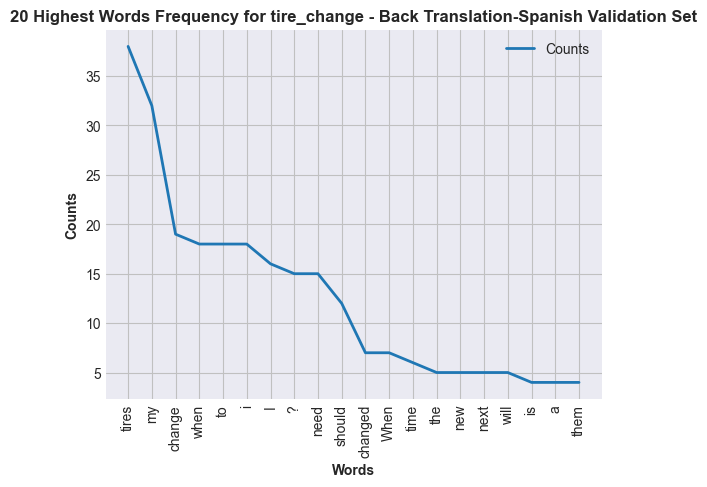 20 Highest Words Frequency for tire_change - Back Translation-Spanish Validation Set
Counts
Counts
35
30
25
20
15
10
5
tires
my
change
when
to
i
I
?
need
should
changed
When
time
the
new
next
will
is
a
them
Words